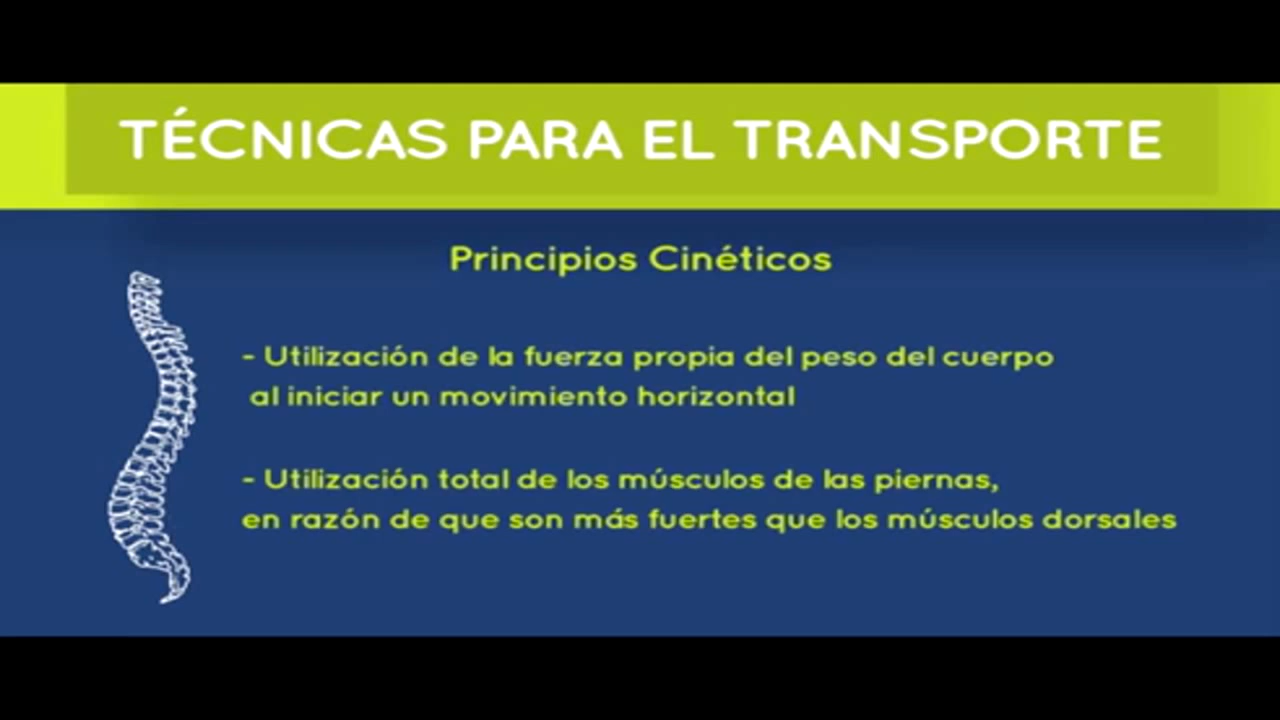 TÉCNICAS PARA EL TRANSPORTE
Principios Cinéticos
- Utilización de la fuerza propia del peso del cuerpo
al iniciar un movimiento horizontal
- Utilización total de los músculos de las piernas,
en razón de que son más fuertes que los músculos dorsales